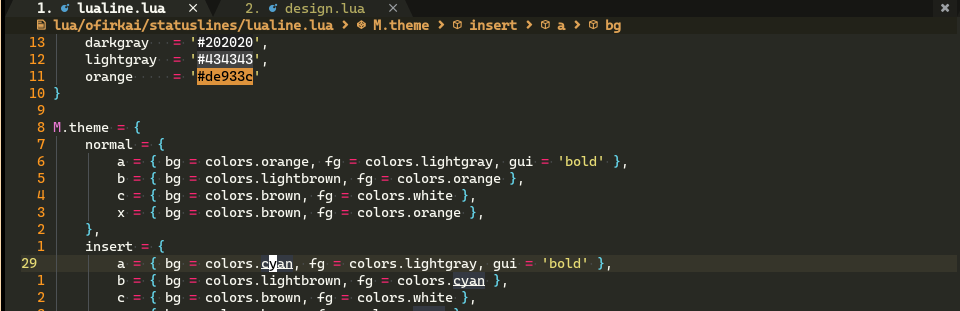 1. lualine.lua × 2. design.lua × ×
lua/ofirkai/statuslines/lualine.lua > M.theme > insert > a > bg
13 darkgray = '#202020',
12 lightgray = '#434343',
11 orange = '#de933c'
10 }
9
8 M.theme = {
7 normal = {
6 a = { bg = colors.orange, fg = colors.lightgray, gui = 'bold' },
5 b = { bg = colors.lightbrown, fg = colors.orange },
4 c = { bg = colors.brown, fg = colors.white },
3 x = { bg = colors.brown, fg = colors.orange },
2 },
1 insert = {
29 a = { bg = colors.cyan, fg = colors.lightgray, gui = 'bold' },
1 b = { bg = colors.lightbrown, fg = colors.cyan },
2 c = { bg = colors.brown, fg = colors.white },